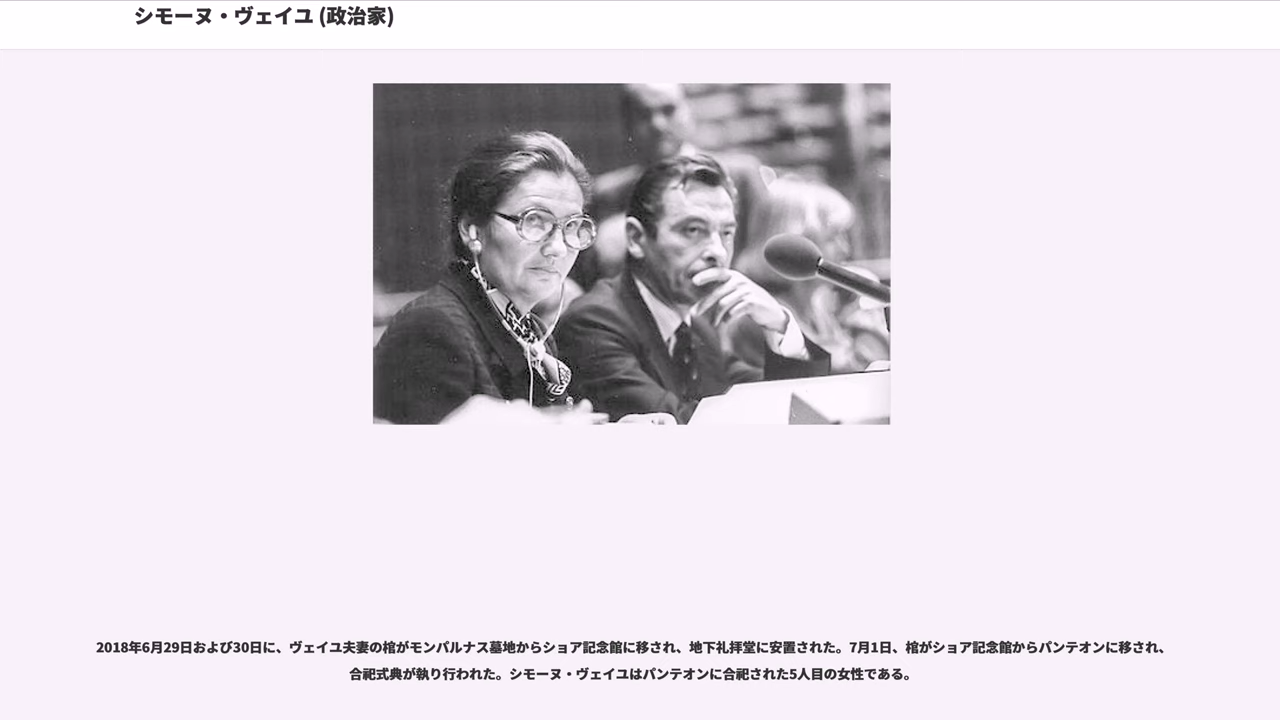 シモーヌ・ヴェイユ (政治家)
2018年6月29日および30日に、ヴェイユ夫妻の棺がモンパルナス墓地からショア記念館に移され、地下礼拝堂に安置された。7月1日、棺がショア記念館からパンテオンに移され、
合祀式典が執り行われた。シモーヌ・ヴェイユはパンテオンに合祀された5人目の女性である。